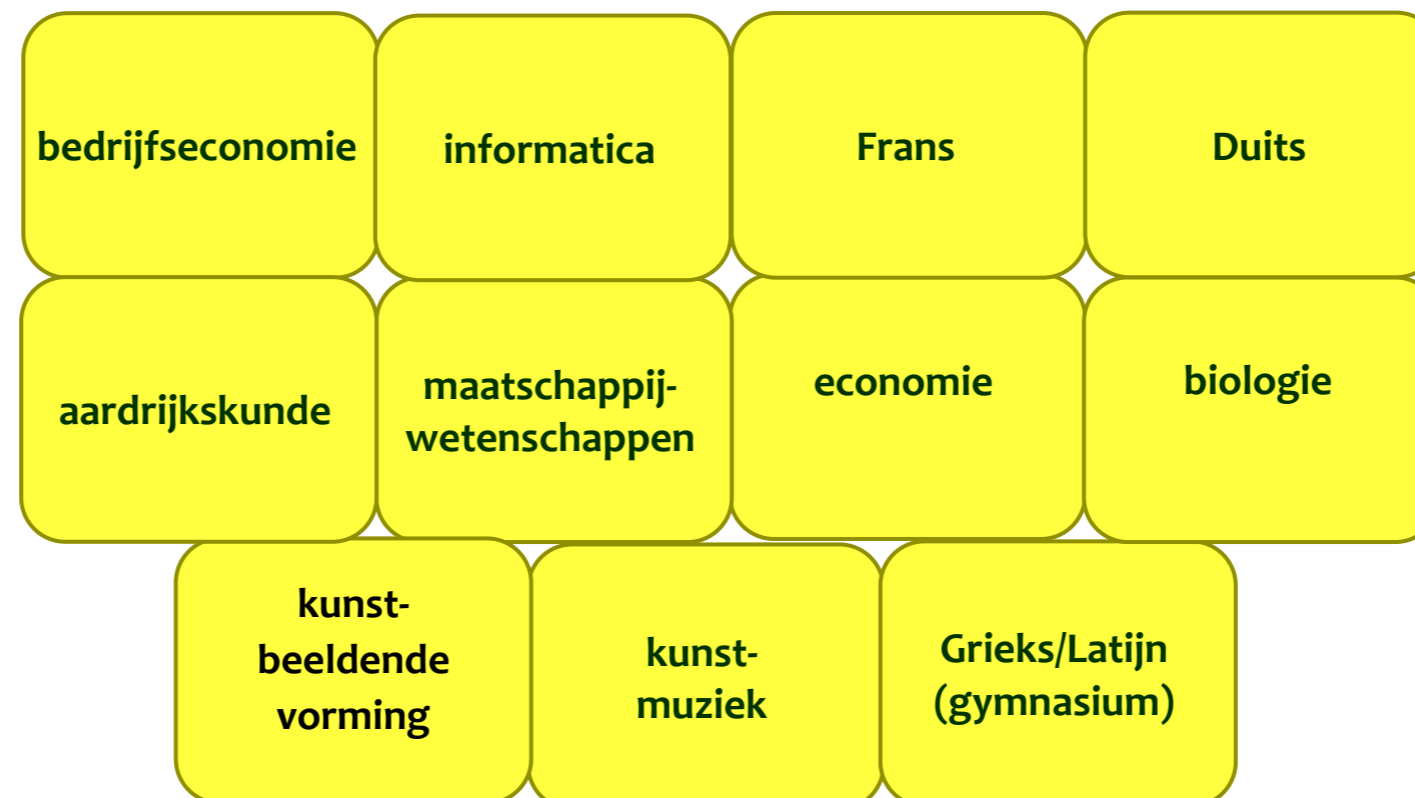 bedrijfseconomie
informatica
Frans
Duits
aardrijkskunde
maatschappij-
wetenschappen
economie
biologie
kunst-
beeldende
vorming
kunst-
muziek
Grieks/Latijn
(gymnasium)